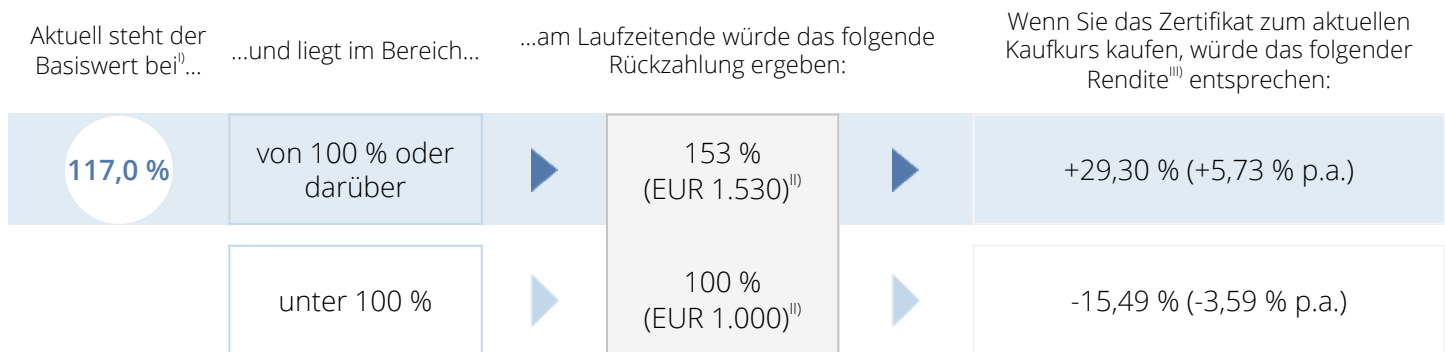 Aktuell steht der
Basiswert bei I)...
...und liegt im Bereich...
...am Laufzeitende würde das folgende
Rückzahlung ergeben:
Wenn Sie das Zertifikat zum aktuellen
Kaufkurs kaufen, würde das folgender
Rendite III) entsprechen:
117,0 %
von 100 % oder
darüber
153 %
(EUR 1.530) II)
+29,30 % (+5,73 % p.a.)
unter 100 %
100 %
(EUR 1.000) II)
-15,49 % (-3,59 % p.a.)